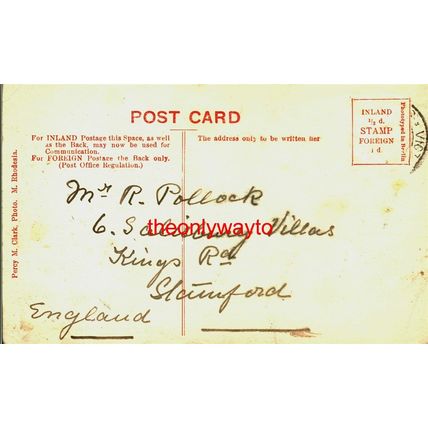 POST CARD
For INLAND Postage this Space, as well
as the Back, may now be used for
Communication.
For FOREIGN Postage the Back only.
(Post Office Regulation.)
The address only to be written her
INLAND
½ d.
STAMP
FOREIGN
1 d.
Phototyped in Berlin
Percy M. Clark, Photo. M. Rhodesia.
Mr R. Pollock
6. Villas
theonlywayto
Kings Rd
Stamford
England